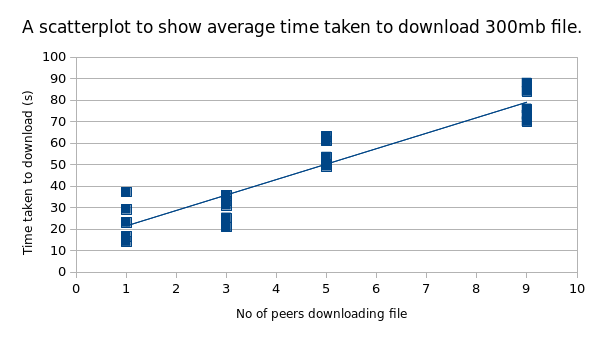 A scatterplot to show average time taken to download 300mb file.
100
90
80
70
60
50
40
30
20
10
0
Time taken to download (s)
0 1 2 3 4 5 6 7 8 9 10
No of peers downloading file